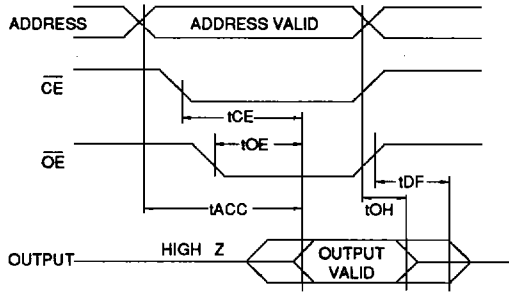 ADDRESS
ADDRESS VALID
CE
tCE
OE
tOE
tDF
tACC
tOH
OUTPUT
HIGH Z
OUTPUT
VALID